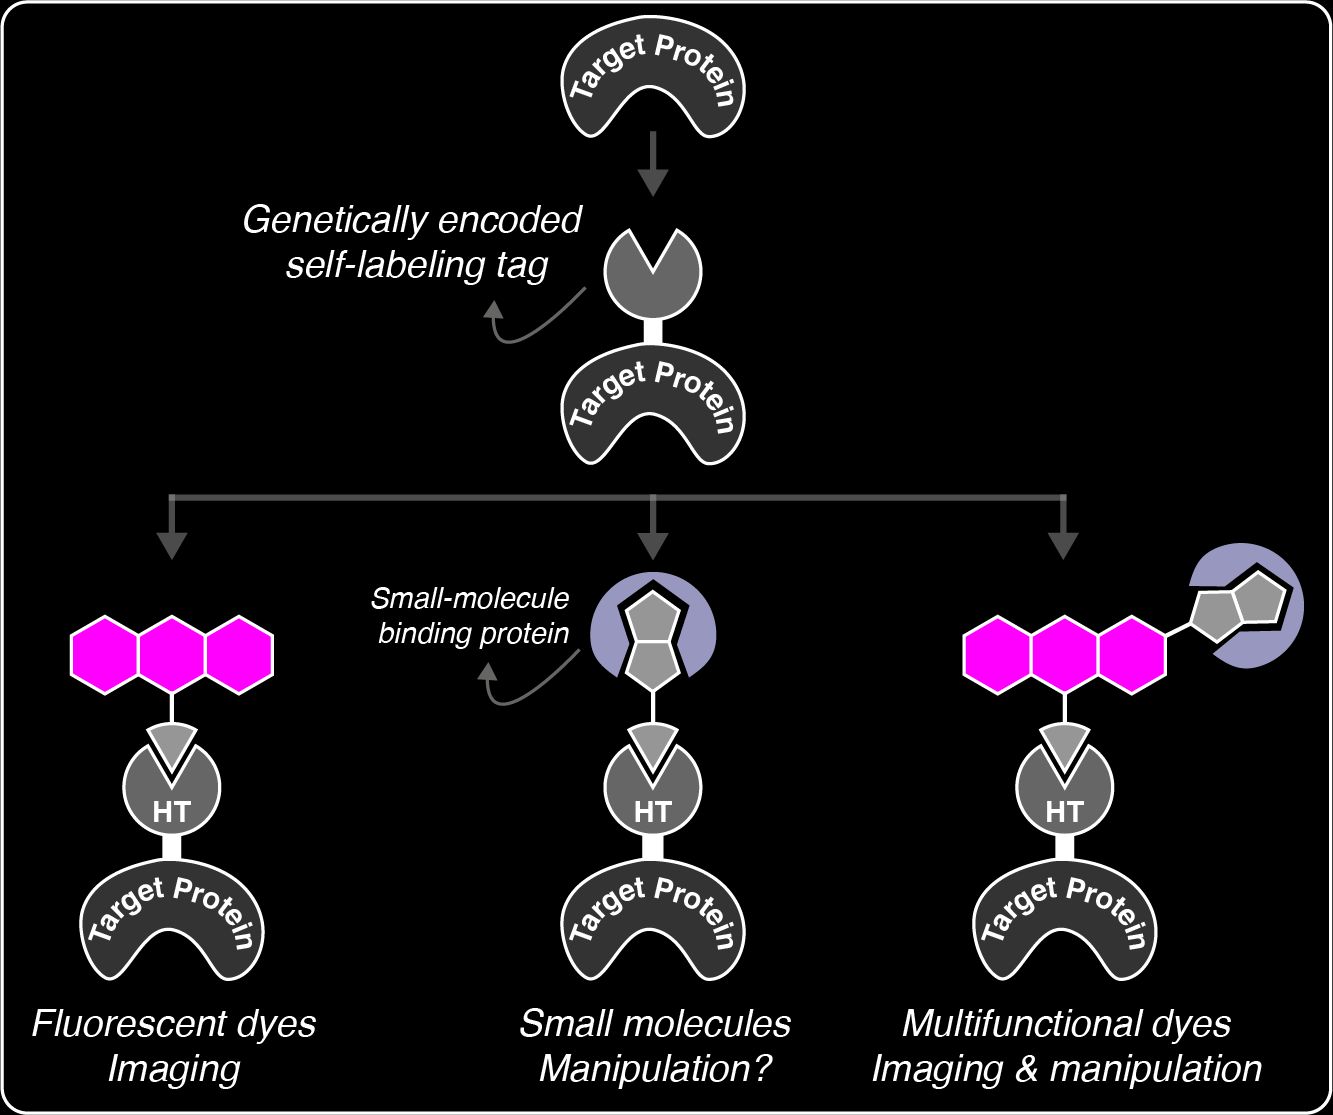 Target Protein
Genetically encoded
self-labeling tag
Target Protein
Small-molecule
binding protein
HT
HT
HT
Target Protein
Target Protein
Target Protein
Fluorescent dyes
Imaging
Small molecules
Manipulation?
Multifunctional dyes
Imaging & manipulation